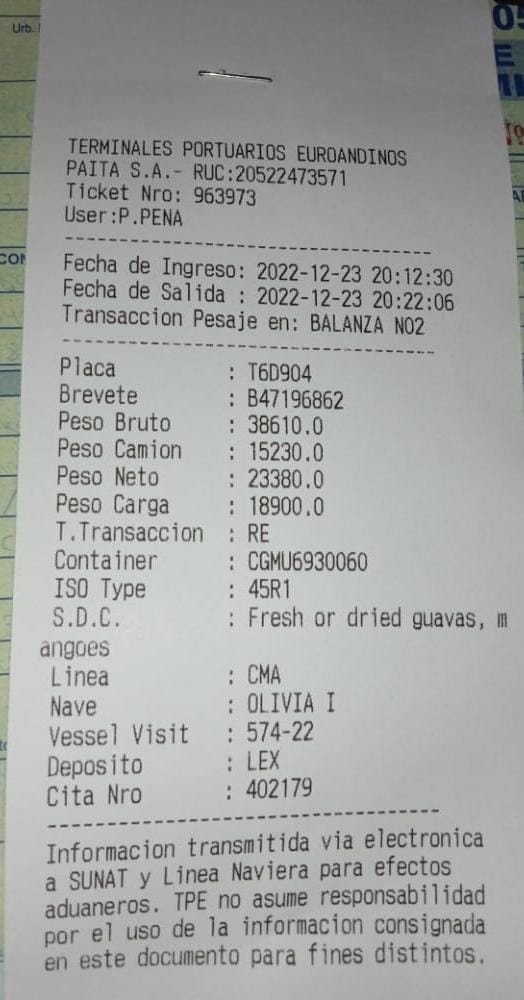 Urb.
TERMINALES PORTUARIOS EUROANDINOS
PAITA S.A.- RUC:20522473571
Ticket Nro: 963973
User:P.PENA
Fecha de Ingreso: 2022-12-23 20:12:30
Fecha de Salida : 2022-12-23 20:22:06
Transaccion Pesaje en: BALANZA NO2
Placa : T6D904
Brevete : B47196862
Peso Bruto : 38610.0
Peso Camion : 15230.0
Peso Neto : 23380.0
Peso Carga : 18900.0
T.Transaccion : RE
Container : CGMU6930060
ISO Type : 45R1
S.D.C. : Fresh or dried guavas, m
angoes
Linea : CMA
Nave : OLIVIA I
Vessel Visit : 574-22
Deposito : LEX
Cita Nro : 402179
Informacion transmitida via electronica
a SUNAT y Linea Naviera para efectos
aduaneros. TPE no asume responsabilidad
por el uso de la informacion consignada
en este documento para fines distintos.